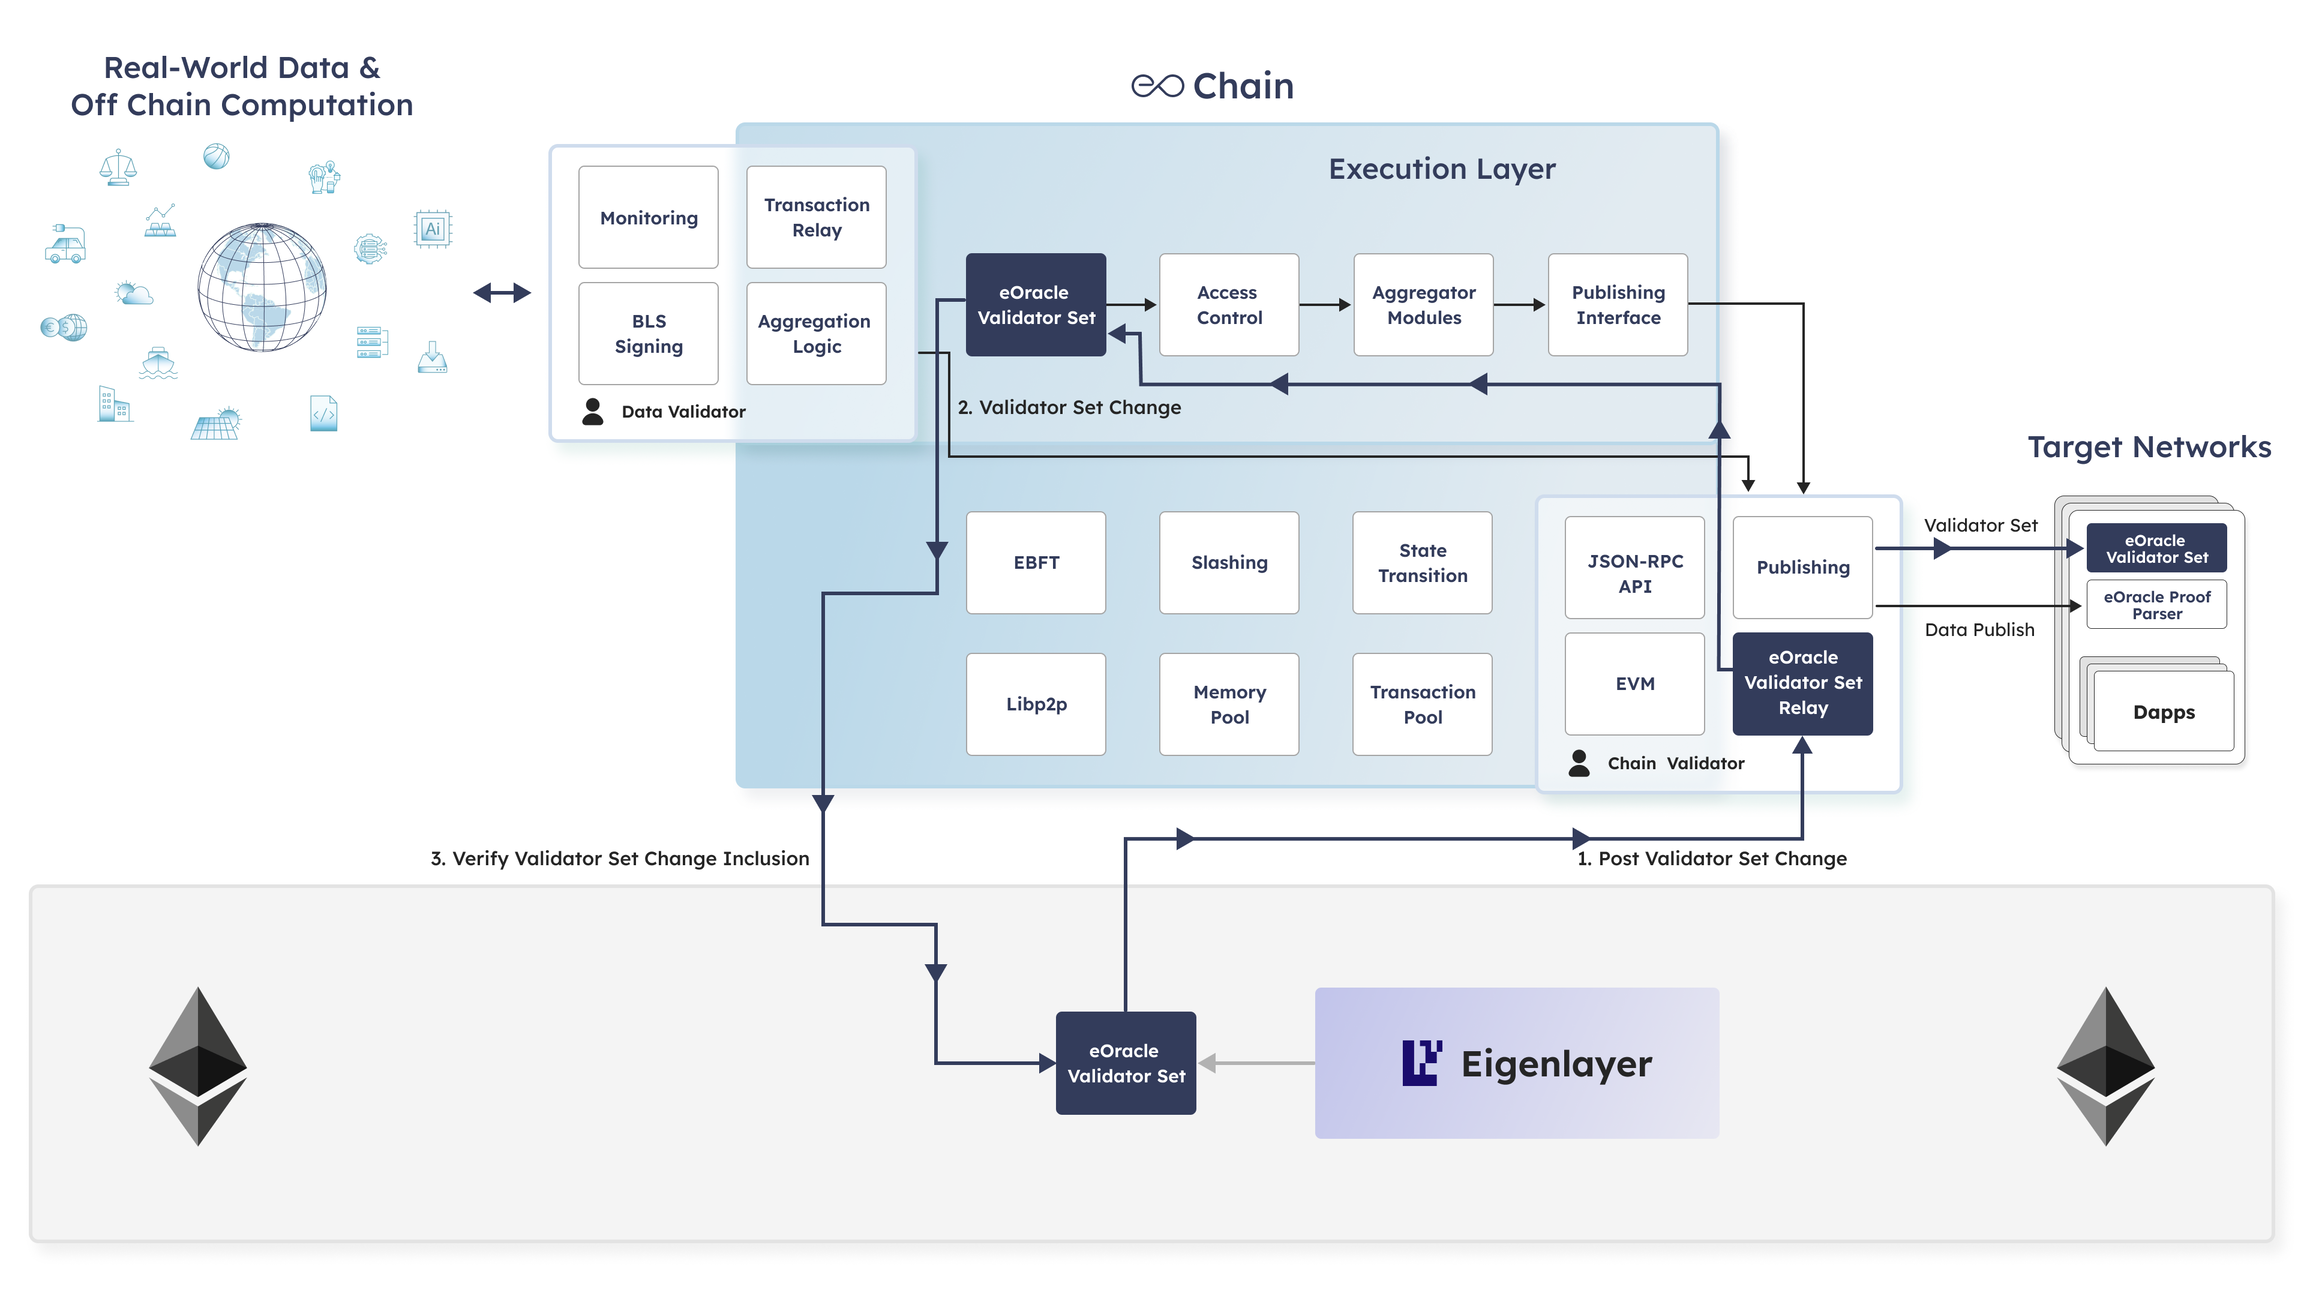 Real-World Data &
Off Chain Computation
Ai
€
$
</>
eo Chain
Execution Layer
Monitoring
Transaction
Relay
BLS
Signing
Aggregation
Logic
Data Validator
eOracle
Validator Set
Access
Control
Aggregator
Modules
Publishing
Interface
2. Validator Set Change
EBFT
Slashing
State
Transition
Libp2p
Memory
Pool
Transaction
Pool
JSON-RPC
API
Publishing
EVM
eOracle
Validator Set
Relay
Chain Validator
Target Networks
Validator Set
Data Publish
eOracle
Validator Set
eOracle Proof
Parser
Dapps
3. Verify Validator Set Change Inclusion
1. Post Validator Set Change
eOracle
Validator Set
Eigenlayer